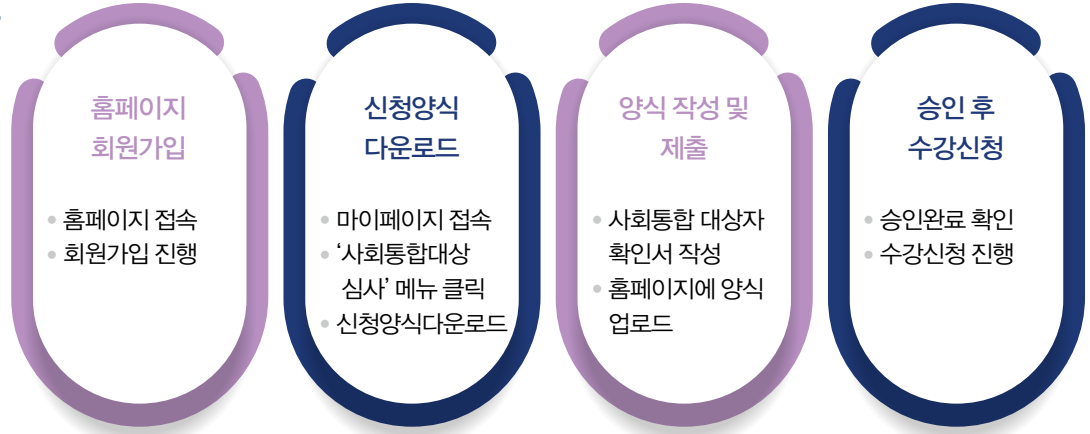 홈페이지
회원가입
• 홈페이지 접속
• 회원가입 진행
신청양식
다운로드
• 마이페이지 접속
• ‘사회통합대상
심사’ 메뉴 클릭
• 신청양식다운로드
양식 작성 및
제출
• 사회통합 대상자
확인서 작성
• 홈페이지에 양식
업로드
승인 후
수강신청
• 승인완료 확인
• 수강신청 진행